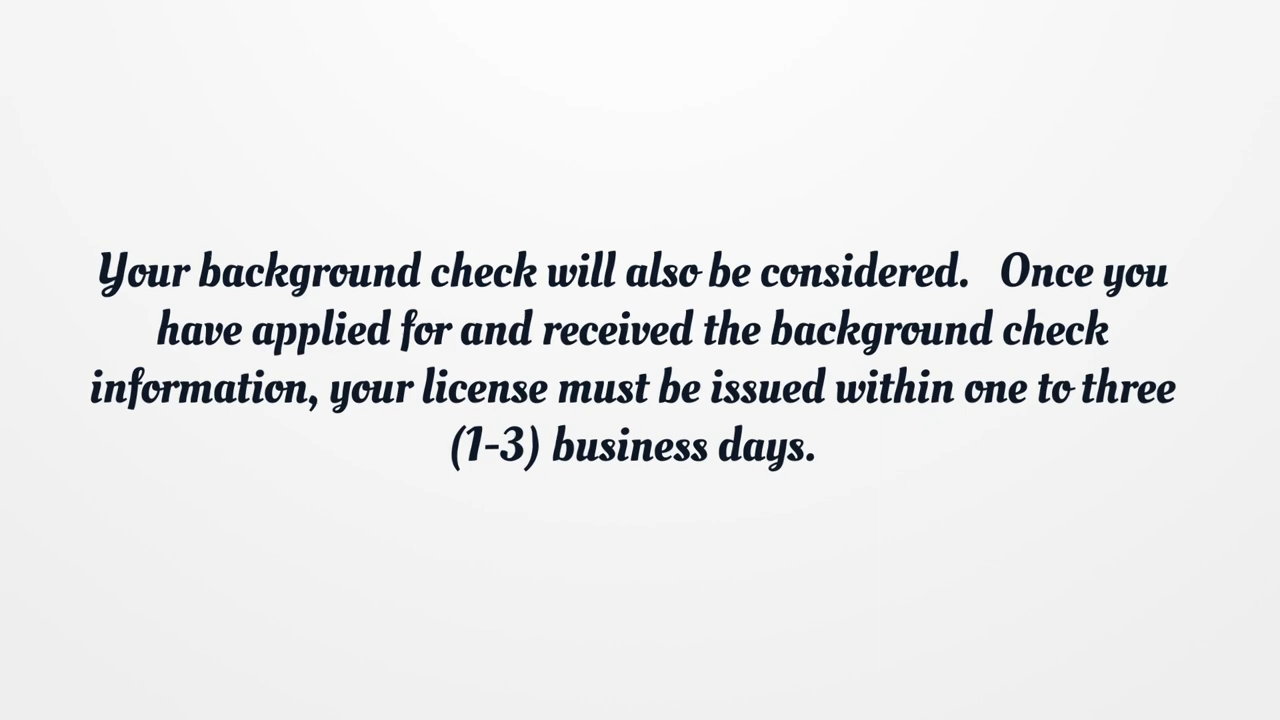 Your background check will also be considered.   Once you
have applied for and received the background check
information, your license must be issued within one to three
(1-3) business days.